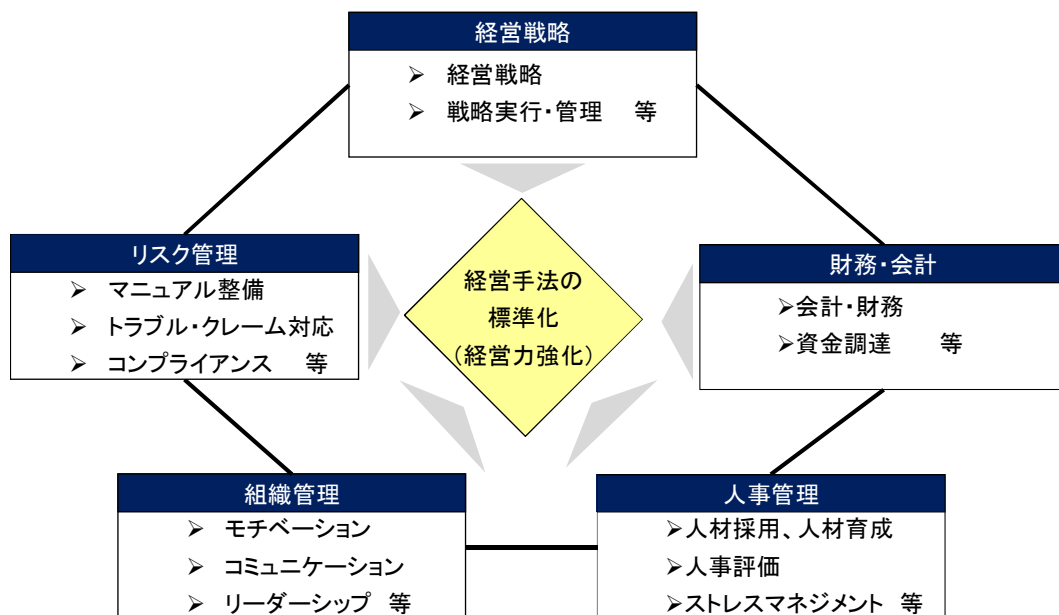 経営戦略
➢ 経営戦略
➢ 戦略実行・管理 等
リスク管理
➢ マニュアル整備
➢ トラブル・クレーム対応
➢ コンプライアンス 等
経営手法の
標準化
(経営力強化)
財務・会計
➢会計・財務
➢資金調達 等
組織管理
➢ モチベーション
➢ コミュニケーション
➢ リーダーシップ 等
人事管理
➢人材採用、人材育成
➢人事評価
➢ストレスマネジメント 等